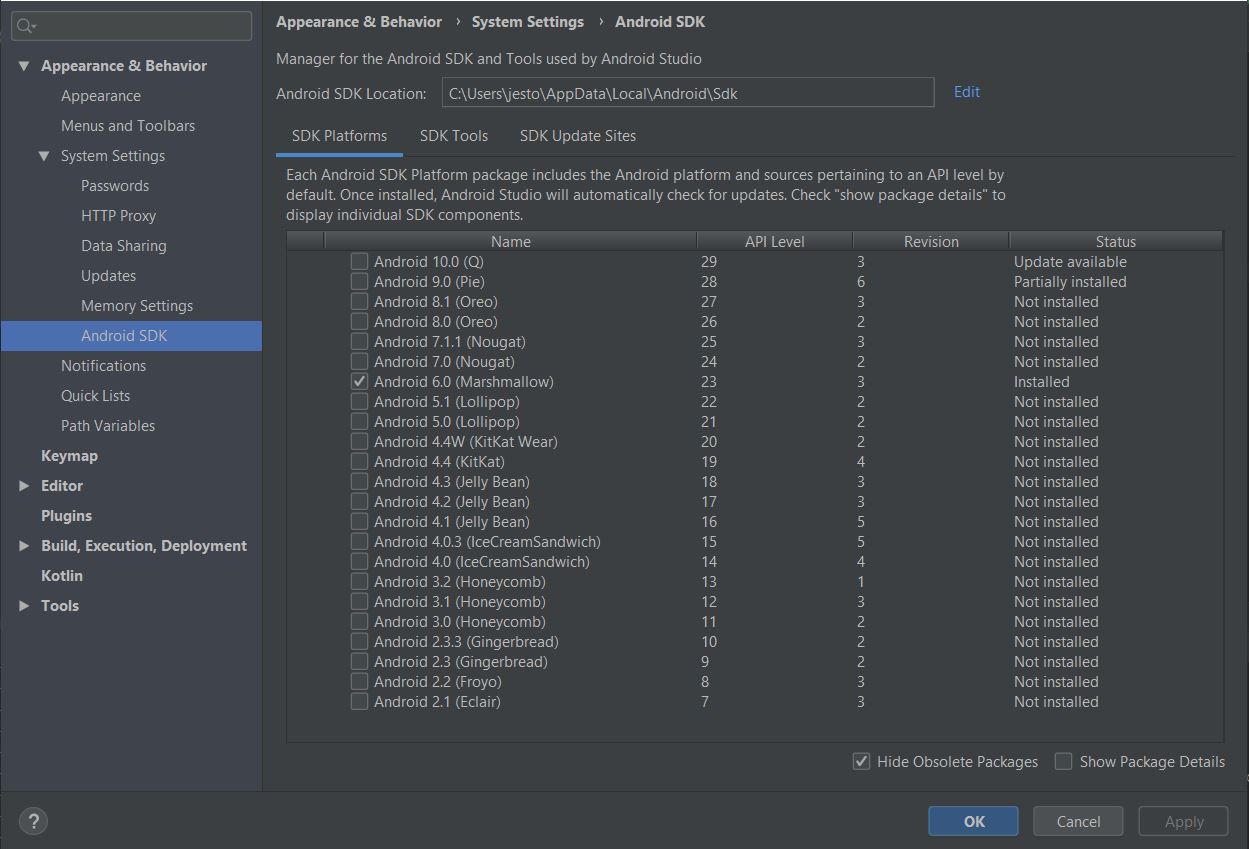 Appearance & Behavior
Appearance
Menus and Toolbars
System Settings
Passwords
HTTP Proxy
Data Sharing
Updates
Memory Settings
Android SDK
Notifications
Quick Lists
Path Variables
Keymap
Editor
Plugins
Build, Execution, Deployment
Kotlin
Tools
Appearance & Behavior › System Settings › Android SDK
Manager for the Android SDK and Tools used by Android Studio
Android SDK Location: C:\Users\jesto\AppData\Local\Android\Sdk Edit
SDK Platforms SDK Tools SDK Update Sites
Each Android SDK Platform package includes the Android platform and sources pertaining to an API level by
default. Once installed, Android Studio will automatically check for updates. Check "show package details" to
display individual SDK components.
Name API Level Revision Status
Android 10.0 (Q) 29 3 Update available
Android 9.0 (Pie) 28 6 Partially installed
Android 8.1 (Oreo) 27 3 Not installed
Android 8.0 (Oreo) 26 2 Not installed
Android 7.1.1 (Nougat) 25 3 Not installed
Android 7.0 (Nougat) 24 2 Not installed
Android 6.0 (Marshmallow) 23 3 Installed
Android 5.1 (Lollipop) 22 2 Not installed
Android 5.0 (Lollipop) 21 2 Not installed
Android 4.4W (KitKat Wear) 20 2 Not installed
Android 4.4 (KitKat) 19 4 Not installed
Android 4.3 (Jelly Bean) 18 3 Not installed
Android 4.2 (Jelly Bean) 17 3 Not installed
Android 4.1 (Jelly Bean) 16 5 Not installed
Android 4.0.3 (IceCreamSandwich) 15 5 Not installed
Android 4.0 (IceCreamSandwich) 14 4 Not installed
Android 3.2 (Honeycomb) 13 1 Not installed
Android 3.1 (Honeycomb) 12 3 Not installed
Android 3.0 (Honeycomb) 11 2 Not installed
Android 2.3.3 (Gingerbread) 10 2 Not installed
Android 2.3 (Gingerbread) 9 2 Not installed
Android 2.2 (Froyo) 8 3 Not installed
Android 2.1 (Eclair) 7 3 Not installed
Hide Obsolete Packages Show Package Details
? OK Cancel Apply